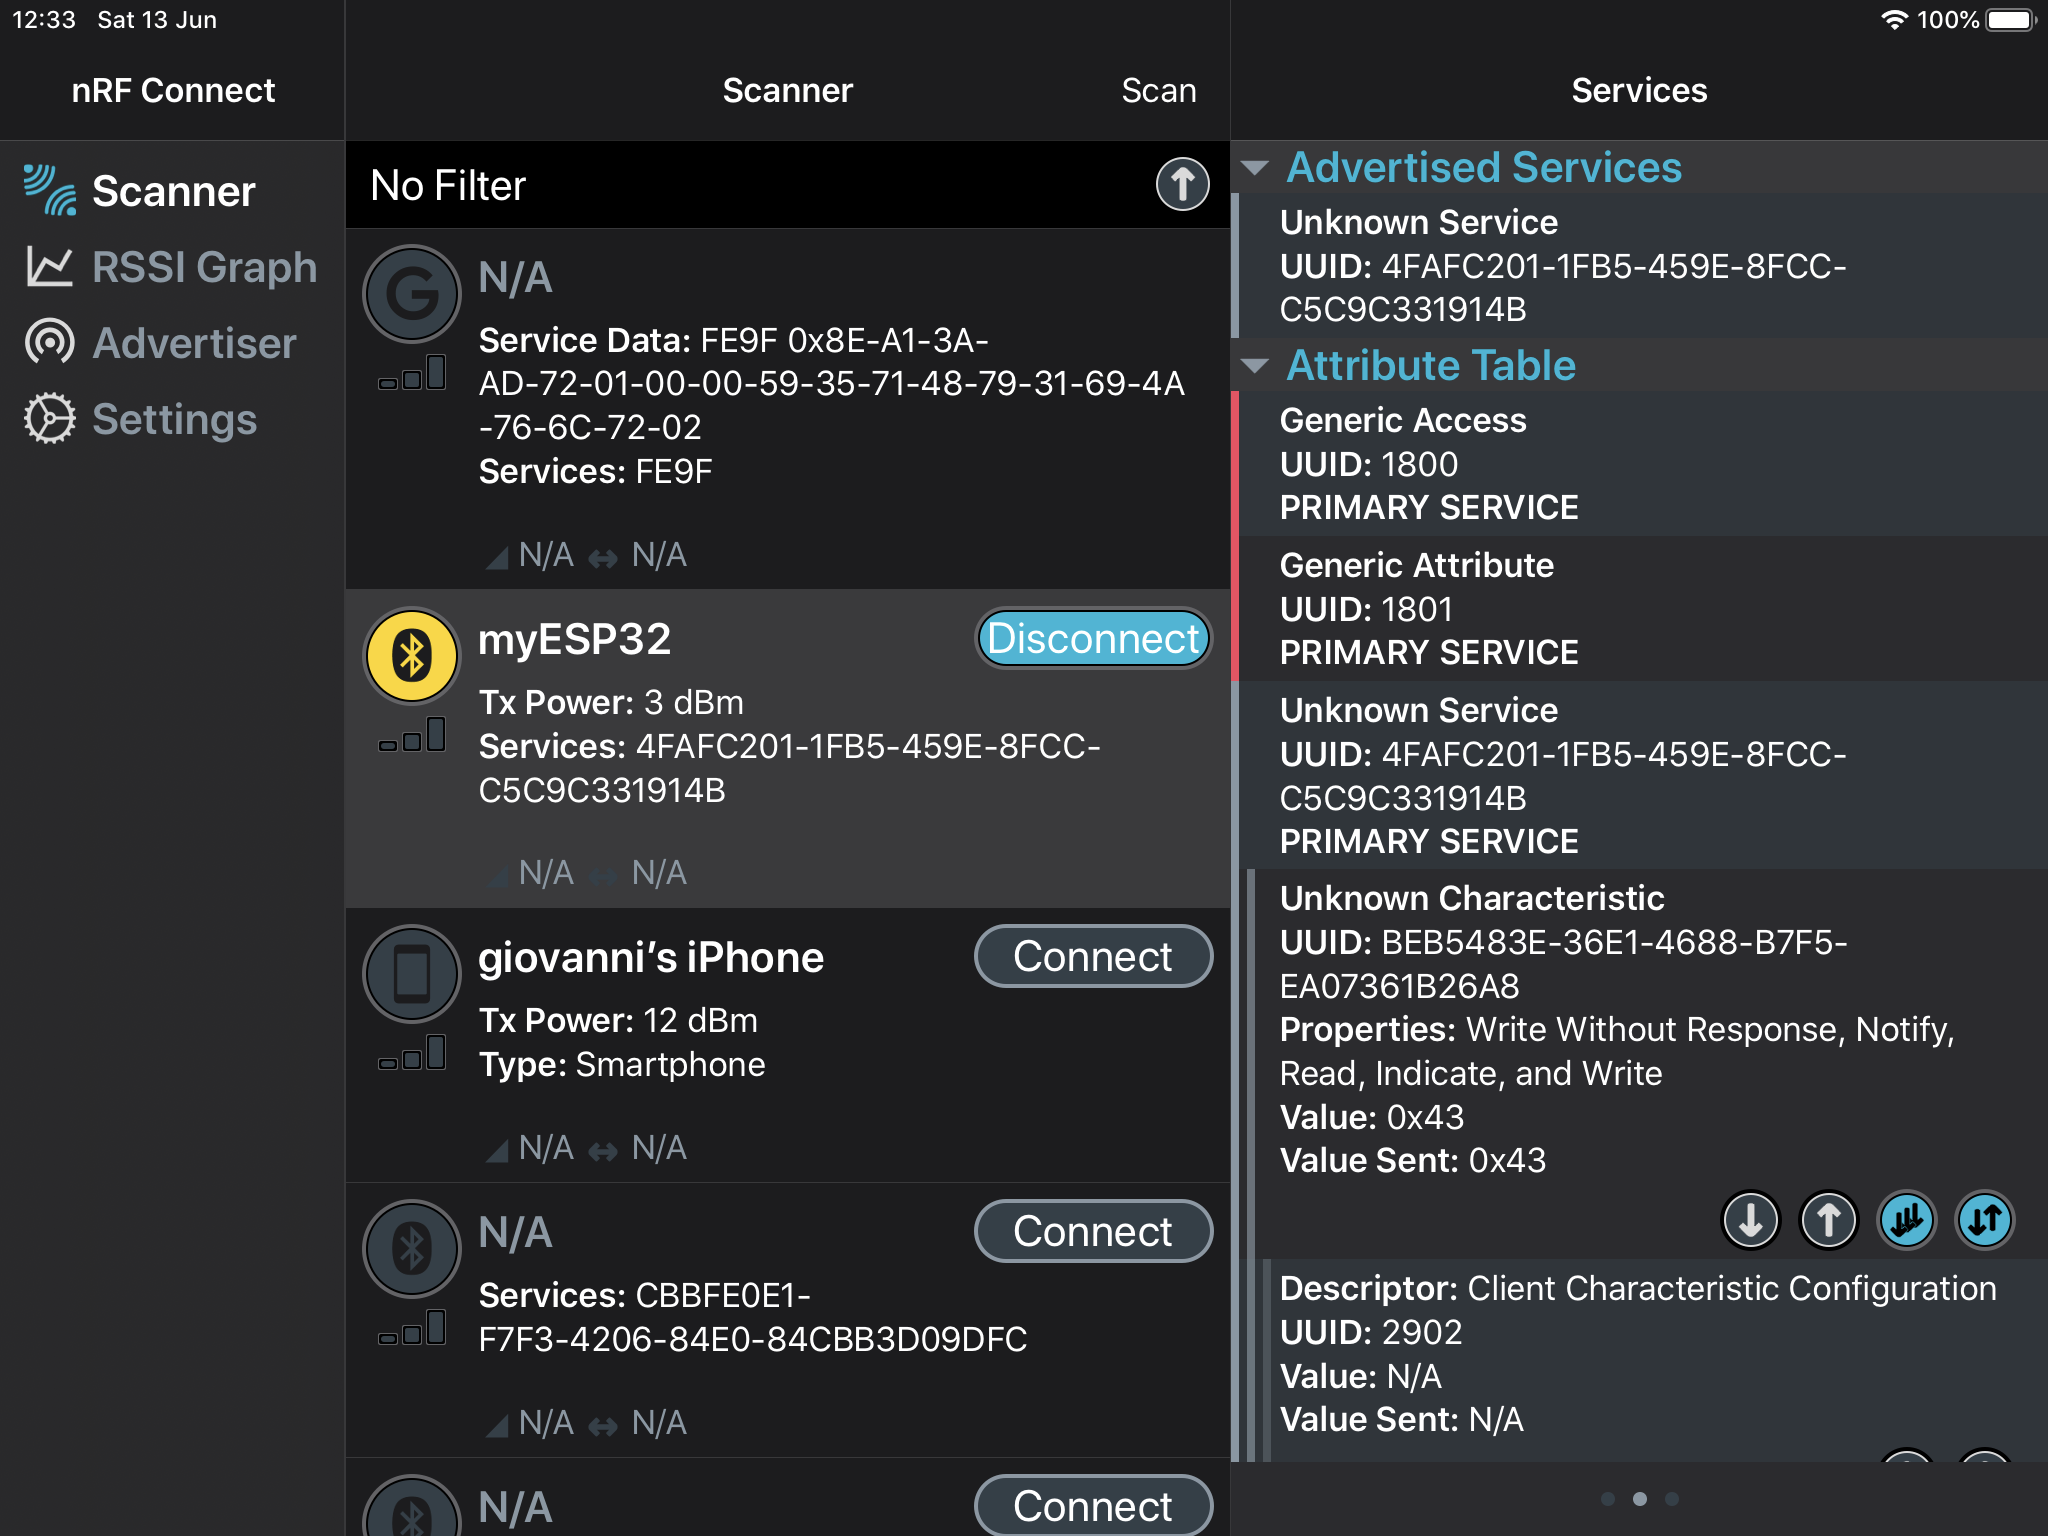 12:33 Sat 13 Jun
100%
nRF Connect
Scanner
RSSI Graph
Advertiser
Settings
Scanner
Scan
No Filter
N/A
Service Data: FE9F 0x8E-A1-3A-
AD-72-01-00-00-59-35-71-48-79-31-69-4A
-76-6C-72-02
Services: FE9F
N/A N/A
myESP32
Disconnect
Tx Power: 3 dBm
Services: 4FAFC201-1FB5-459E-8FCC-
C5C9C331914B
N/A N/A
giovanni’s iPhone
Connect
Tx Power: 12 dBm
Type: Smartphone
N/A N/A
N/A
Connect
Services: CBBFE0E1-
F7F3-4206-84E0-84CBB3D09DFC
N/A N/A
N/A
Connect
Services
Advertised Services
Unknown Service
UUID: 4FAFC201-1FB5-459E-8FCC-
C5C9C331914B
Attribute Table
Generic Access
UUID: 1800
PRIMARY SERVICE
Generic Attribute
UUID: 1801
PRIMARY SERVICE
Unknown Service
UUID: 4FAFC201-1FB5-459E-8FCC-
C5C9C331914B
PRIMARY SERVICE
Unknown Characteristic
UUID: BEB5483E-36E1-4688-B7F5-
EA07361B26A8
Properties: Write Without Response, Notify,
Read, Indicate, and Write
Value: 0x43
Value Sent: 0x43
Descriptor: Client Characteristic Configuration
UUID: 2902
Value: N/A
Value Sent: N/A